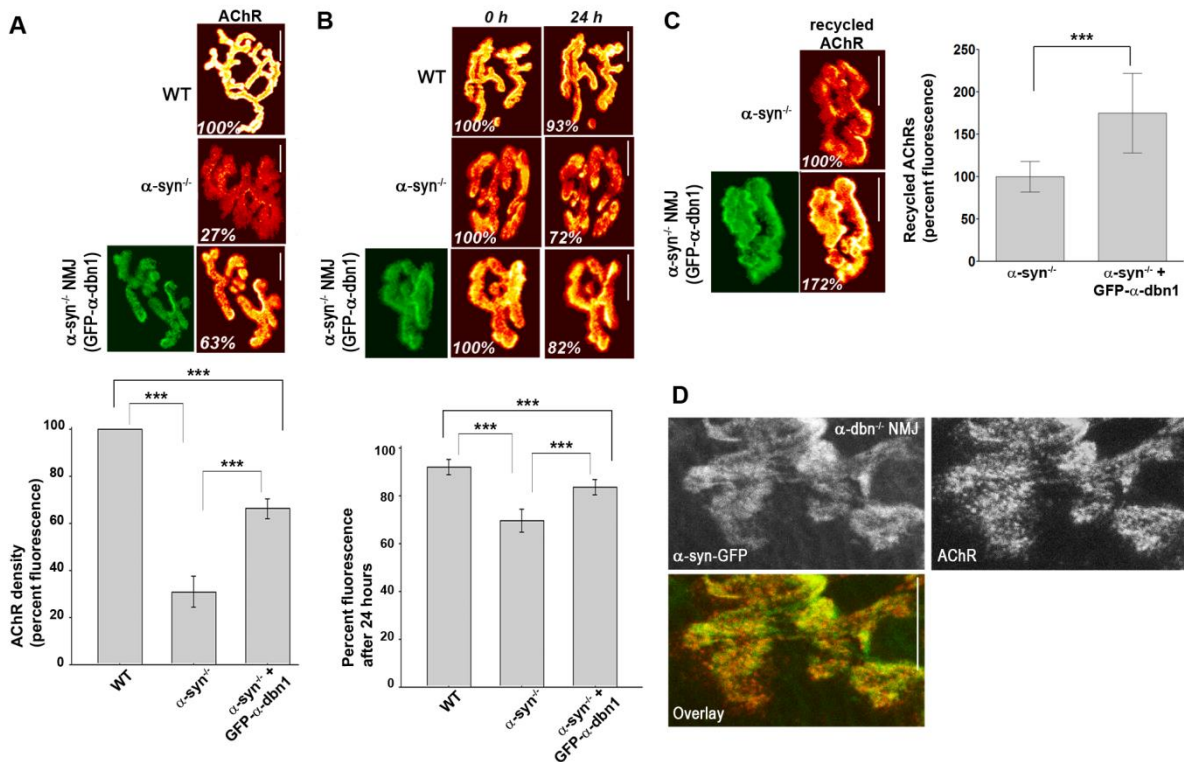 A
AChR
WT
100%
α-syn⁻/⁻
27%
α-syn⁻/⁻ NMJ
(GFP-α-dbn1)
63%
***
***
***
AChR density
(percent fluorescence)
100
80
60
40
20
0
WT
α-syn⁻/⁻
α-syn⁻/⁻ +
GFP-α-dbn1
B
0 h
24 h
WT
100%
93%
α-syn⁻/⁻
100%
72%
α-syn⁻/⁻ NMJ
(GFP-α-dbn1)
100%
82%
***
***
***
Percent fluorescence
after 24 hours
100
80
60
40
20
0
WT
α-syn⁻/⁻
α-syn⁻/⁻ +
GFP-α-dbn1
C
recycled
AChR
α-syn⁻/⁻
100%
α-syn⁻/⁻ NMJ
(GFP-α-dbn1)
172%
***
Recycled AChRs
(percent fluorescence)
250
200
150
100
50
0
α-syn⁻/⁻
α-syn⁻/⁻ +
GFP-α-dbn1
D
α-dbn⁻/⁻ NMJ
α-syn-GFP
AChR
Overlay